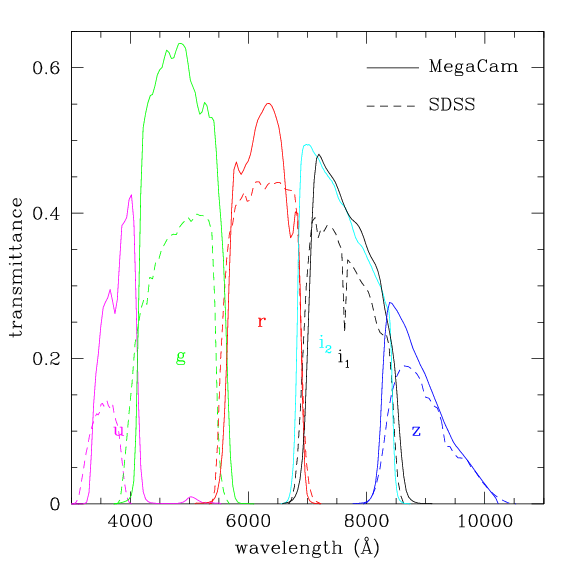 0.6
MegaCam
SDSS
0.4
transmittance
r
i2
i1
g
0.2
u
z
0
4000 6000 8000 10000
wavelength (Å)